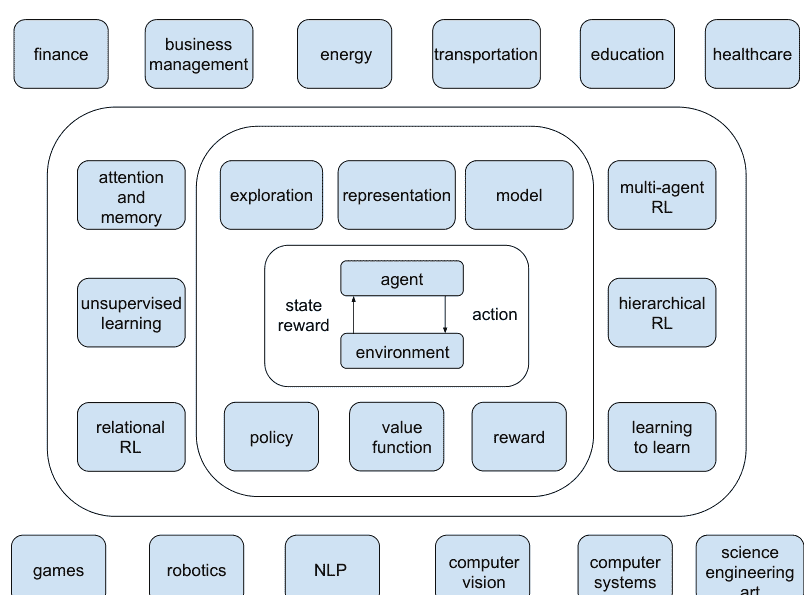 finance
business
management
energy
transportation
education
healthcare
attention
and
memory
exploration
representation
model
multi-agent
RL
agent
state
reward
action
environment
unsupervised
learning
hierarchical
RL
relational
RL
policy
value
function
reward
learning
to learn
games
robotics
NLP
computer
vision
computer
systems
science
engineering
art